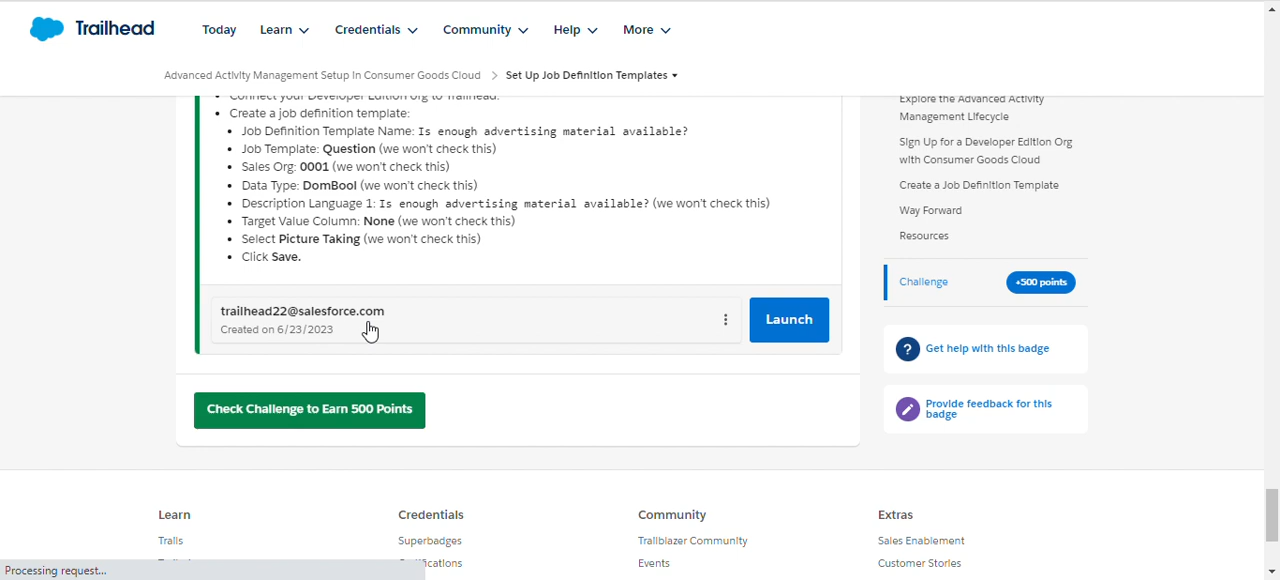 Trailhead
Today Learn Credentials Community Help More
Advanced Activity Management Setup in Consumer Goods Cloud > Set Up Job Definition Templates
Connect your Developer Edition org to Trailhead.
• Create a job definition template:
• Job Definition Template Name: Is enough advertising material available?
• Job Template: Question (we won't check this)
• Sales Org: 0001 (we won't check this)
• Data Type: DomBool (we won't check this)
• Description Language 1: Is enough advertising material available? (we won't check this)
• Target Value Column: None (we won't check this)
• Select Picture Taking (we won't check this)
• Click Save.
trailhead22@salesforce.com
Created on 6/23/2023
Launch
Check Challenge to Earn 500 Points
Explore the Advanced Activity
Management Lifecycle
Sign Up for a Developer Edition Org
with Consumer Goods Cloud
Create a Job Definition Template
Way Forward
Resources
Challenge +500 points
? Get help with this badge
Provide feedback for this
badge
Learn Credentials Community Extras
Trails Superbadges Trailblazer Community Sales Enablement
Events Customer Stories
Processing request...